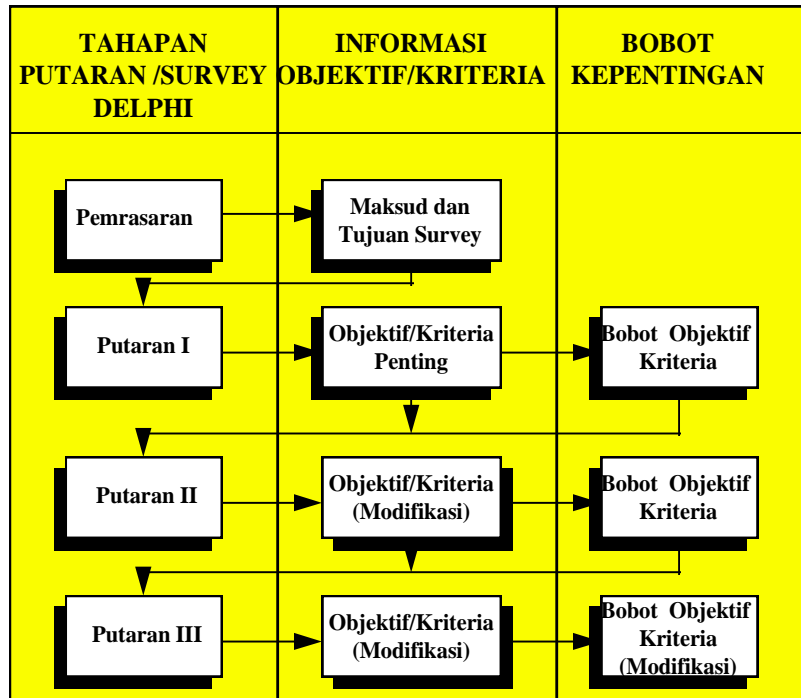 TAHAPAN
PUTARAN /SURVEY
DELPHI
INFORMASI
OBJEKTIF/KRITERIA
BOBOT
KEPENTINGAN
Pemrasaran
Maksud dan
Tujuan Survey
Putaran I
Objektif/Kriteria
Penting
Bobot Objektif
Kriteria
Putaran II
Objektif/Kriteria
(Modifikasi)
Bobot Objektif
Kriteria
Putaran III
Objektif/Kriteria
(Modifikasi)
Bobot Objektif
Kriteria
(Modifikasi)